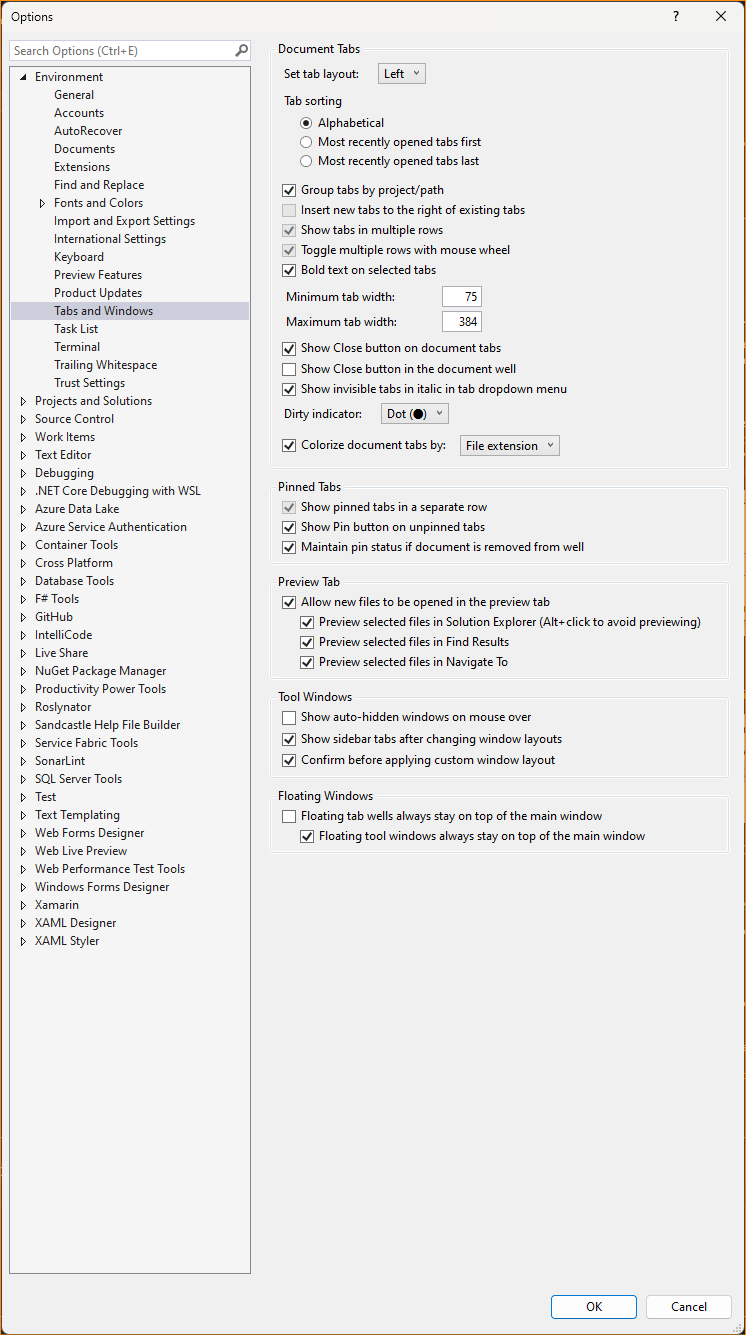 Options
?
Search Options (Ctrl+E)
Environment
General
Accounts
AutoRecover
Documents
Extensions
Find and Replace
Fonts and Colors
Import and Export Settings
International Settings
Keyboard
Preview Features
Product Updates
Tabs and Windows
Task List
Terminal
Trailing Whitespace
Trust Settings
Projects and Solutions
Source Control
Work Items
Text Editor
Debugging
.NET Core Debugging with WSL
Azure Data Lake
Azure Service Authentication
Container Tools
Cross Platform
Database Tools
F# Tools
GitHub
IntelliCode
Live Share
NuGet Package Manager
Productivity Power Tools
Roslynator
Sandcastle Help File Builder
Service Fabric Tools
SonarLint
SQL Server Tools
Test
Text Templating
Web Forms Designer
Web Live Preview
Web Performance Test Tools
Windows Forms Designer
Xamarin
XAML Designer
XAML Styler
Document Tabs
Set tab layout: Left
Tab sorting
Alphabetical
Most recently opened tabs first
Most recently opened tabs last
Group tabs by project/path
Insert new tabs to the right of existing tabs
Show tabs in multiple rows
Toggle multiple rows with mouse wheel
Bold text on selected tabs
Minimum tab width: 75
Maximum tab width: 384
Show Close button on document tabs
Show Close button in the document well
Show invisible tabs in italic in tab dropdown menu
Dirty indicator: Dot (●)
Colorize document tabs by: File extension
Pinned Tabs
Show pinned tabs in a separate row
Show Pin button on unpinned tabs
Maintain pin status if document is removed from well
Preview Tab
Allow new files to be opened in the preview tab
Preview selected files in Solution Explorer (Alt+click to avoid previewing)
Preview selected files in Find Results
Preview selected files in Navigate To
Tool Windows
Show auto-hidden windows on mouse over
Show sidebar tabs after changing window layouts
Confirm before applying custom window layout
Floating Windows
Floating tab wells always stay on top of the main window
Floating tool windows always stay on top of the main window
OK
Cancel